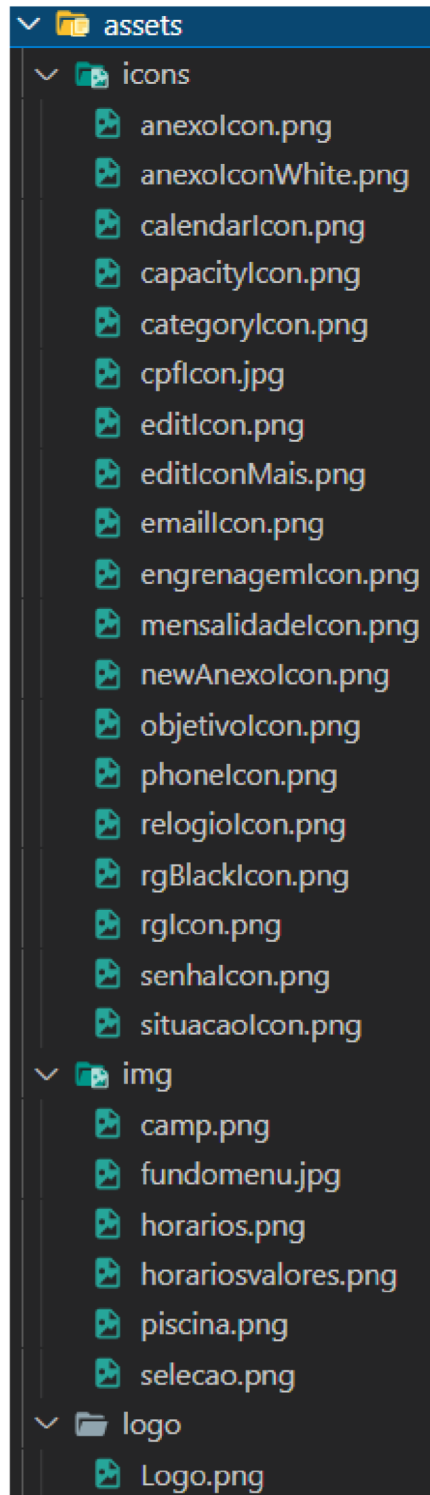 assets
icons
anexoIcon.png
anexoIconWhite.png
calendarIcon.png
capacityIcon.png
categoryIcon.png
cpfIcon.jpg
editIcon.png
editIconMais.png
emailIcon.png
engrenagemIcon.png
mensalidadeIcon.png
newAnexoIcon.png
objetivoIcon.png
phoneIcon.png
relogioIcon.png
rgBlackIcon.png
rgIcon.png
senhaIcon.png
situacaoIcon.png
img
camp.png
fundomenu.jpg
horarios.png
horariosvalores.png
piscina.png
selecao.png
logo
Logo.png